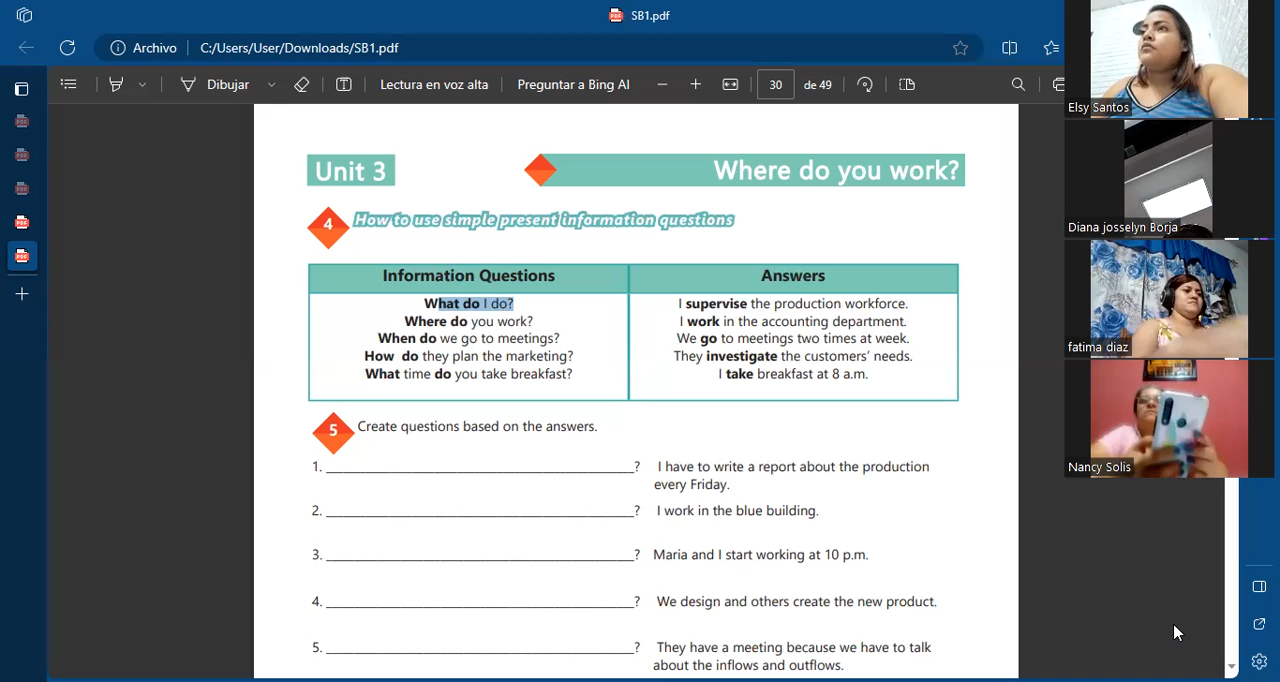 SB1.pdf
Archivo
C:/Users/User/Downloads/SB1.pdf
Dibujar
Lectura en voz alta
Preguntar a Bing AI
30
de 49
Elsy Santos
Diana josselyn Borja
fatima diaz
Nancy Solis
Unit 3
Where do you work?
4
How to use simple present information questions
Information Questions
Answers
What do I do?
I supervise the production workforce.
Where do you work?
I work in the accounting department.
When do we go to meetings?
We go to meetings two times at week.
How do they plan the marketing?
They investigate the customers' needs.
What time do you take breakfast?
I take breakfast at 8 a.m.
5
Create questions based on the answers.
1. ______________________________________? I have to write a report about the production
every Friday.
2. ______________________________________? I work in the blue building.
3. ______________________________________? Maria and I start working at 10 p.m.
4. ______________________________________? We design and others create the new product.
5. ______________________________________? They have a meeting because we have to talk
about the inflows and outflows.